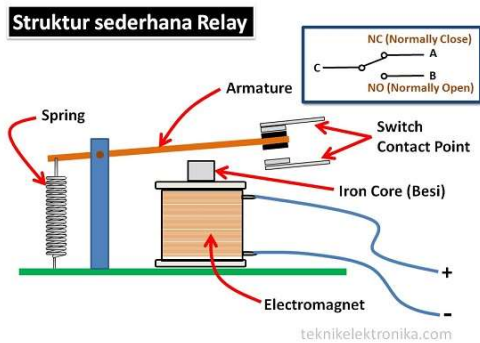 Struktur sederhana Relay
NC (Normally Close)
A
C
B
NO (Normally Open)
Armature
Spring
Switch
Contact Point
Iron Core (Besi)
+
Electromagnet
-
teknikelektronika.com